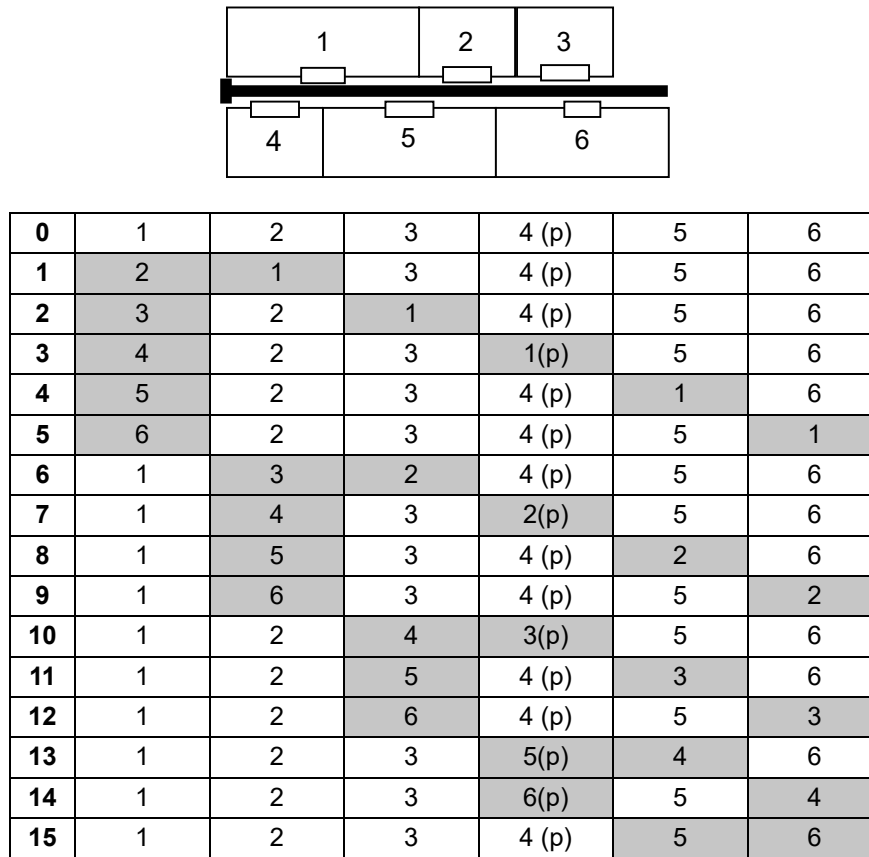 1 2 3
4 5 6
0 1 2 3 4 (p) 5 6
1 2 1 3 4 (p) 5 6
2 3 2 1 4 (p) 5 6
3 4 2 3 1(p) 5 6
4 5 2 3 4 (p) 1 6
5 6 2 3 4 (p) 5 1
6 1 3 2 4 (p) 5 6
7 1 4 3 2(p) 5 6
8 1 5 3 4 (p) 2 6
9 1 6 3 4 (p) 5 2
10 1 2 4 3(p) 5 6
11 1 2 5 4 (p) 3 6
12 1 2 6 4 (p) 5 3
13 1 2 3 5(p) 4 6
14 1 2 3 6(p) 5 4
15 1 2 3 4 (p) 5 6